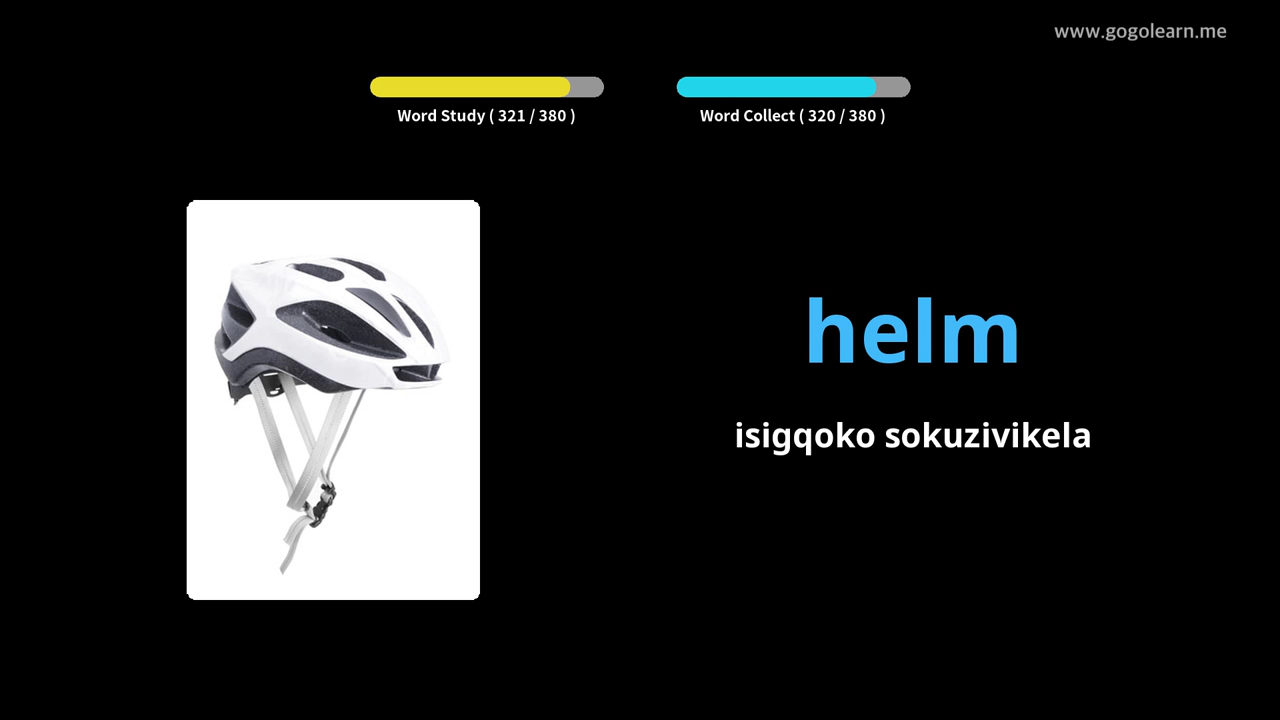 www.gogolearn.me
Word Study ( 321 / 380 )
Word Collect ( 320 / 380 )
helm
isigqoko sokuzivikela